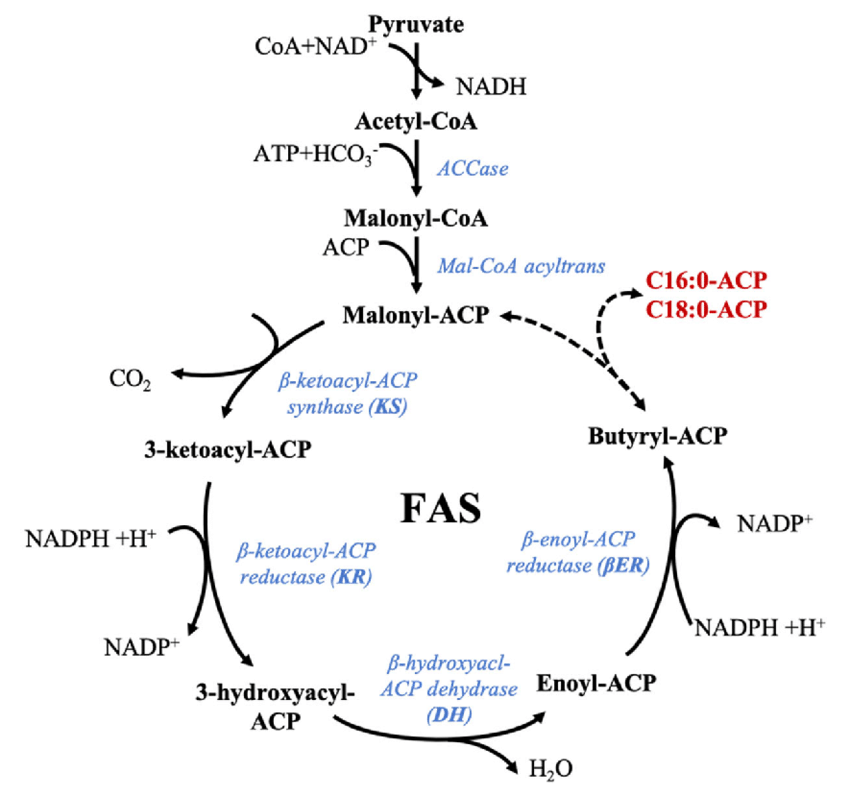 Pyruvate
CoA+NAD⁺
NADH
Acetyl-CoA
ATP+HCO₃⁻
ACCase
Malonyl-CoA
ACP
Mal-CoA acyltrans
C16:0-ACP
C18:0-ACP
Malonyl-ACP
CO₂
β-ketoacyl-ACP
synthase (KS)
3-ketoacyl-ACP
Butyryl-ACP
FAS
NADPH +H⁺
β-ketoacyl-ACP
reductase (KR)
NADP⁺
β-enoyl-ACP
reductase (βER)
NADP⁺
NADPH +H⁺
3-hydroxyacyl-
ACP
β-hydroxyacl-
ACP dehydrase
(DH)
Enoyl-ACP
H₂O